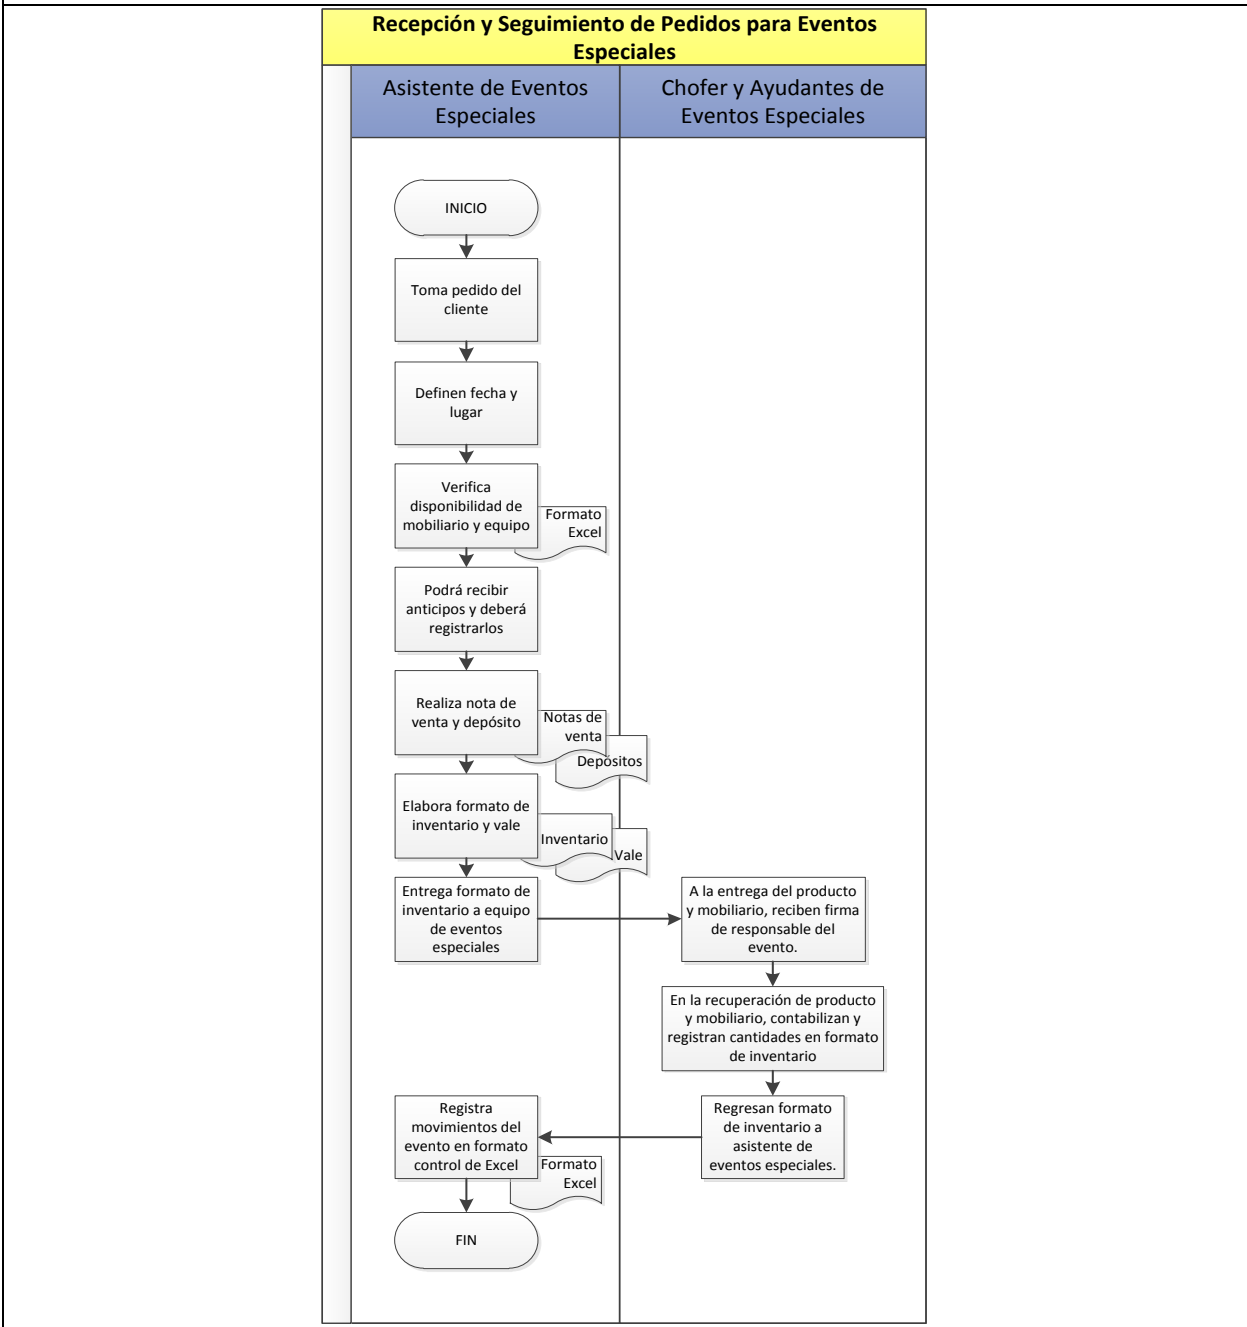 Recepción y Seguimiento de Pedidos para Eventos
Especiales
Asistente de Eventos
Especiales
Chofer y Ayudantes de
Eventos Especiales
INICIO
Toma pedido del
cliente
Definen fecha y
lugar
Verifica
disponibilidad de
mobiliario y equipo
Formato
Excel
Podrá recibir
anticipos y deberá
registrarlos
Realiza nota de
venta y depósito
Notas de
venta
Depósitos
Elabora formato de
inventario y vale
Inventario
Vale
Entrega formato de
inventario a equipo
de eventos
especiales
A la entrega del producto
y mobiliario, reciben firma
de responsable del
evento.
En la recuperación de producto
y mobiliario, contabilizan y
registran cantidades en formato
de inventario
Regresan formato
de inventario a
asistente de
eventos especiales.
Registra
movimientos del
evento en formato
control de Excel
Formato
Excel
FIN